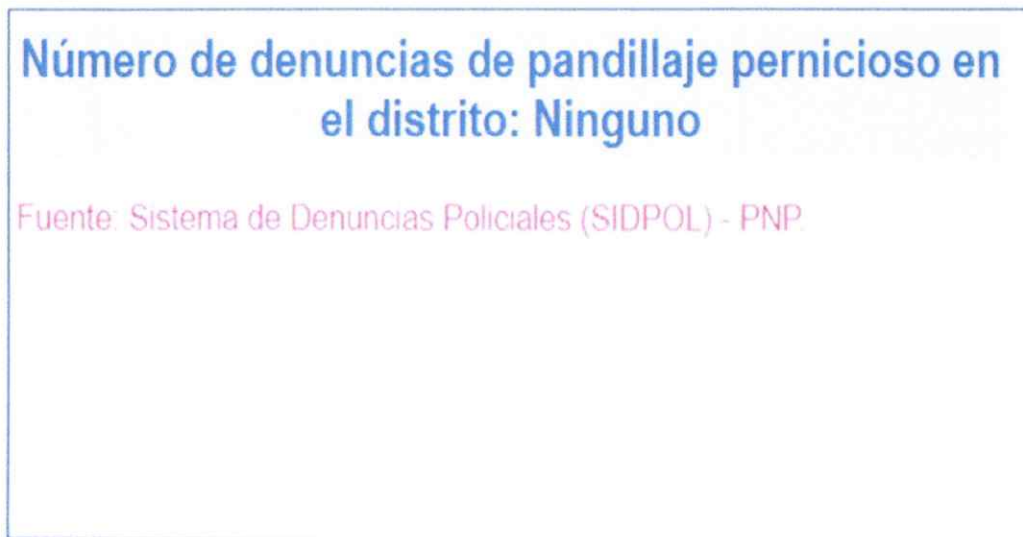 Número de denuncias de pandillaje pernicioso en
el distrito: Ninguno
Fuente: Sistema de Denuncias Policiales (SIDPOL) - PNP.